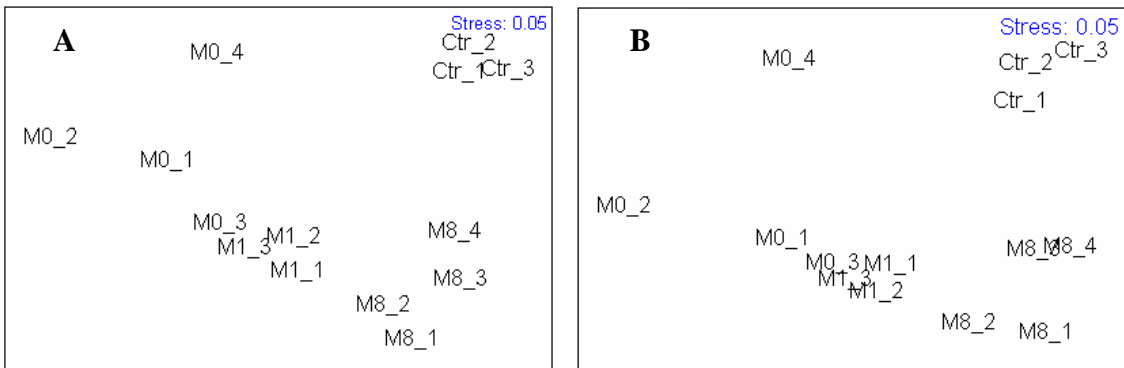 A
Stress: 0.05
Ctr_2
M0_4
Ctr_1 Ctr_3
M0_2
M0_1
M0_3
M8_4
M1_2
M1_3
M1_1
M8_3
M8_2
M8_1
B
Stress: 0.05
Ctr_3
M0_4
Ctr_2
Ctr_1
M0_2
M0_1
M8_3 M8_4
M0_3 M1_1
M1_3
M1_2
M8_2
M8_1